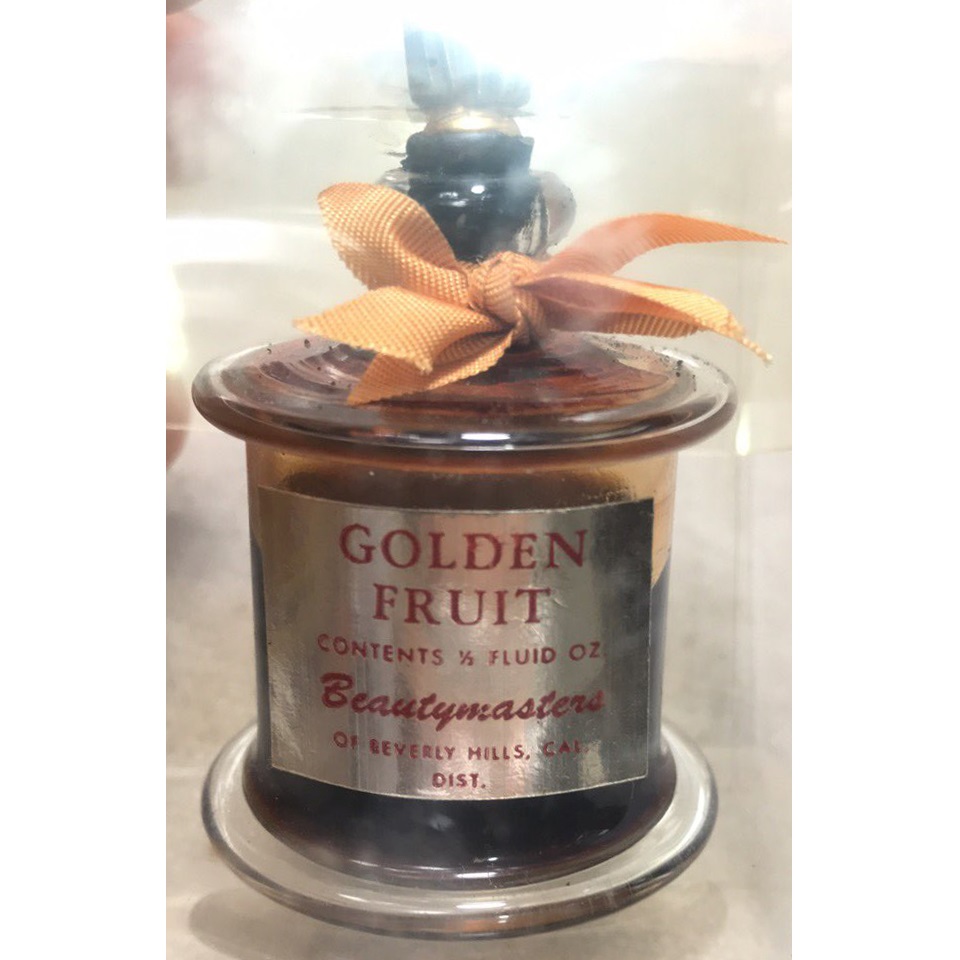 GOLDEN
FRUIT
CONTENTS ½ FLUID OZ
Beautymasters
OF BEVERLY HILLS, CAL.
DIST.